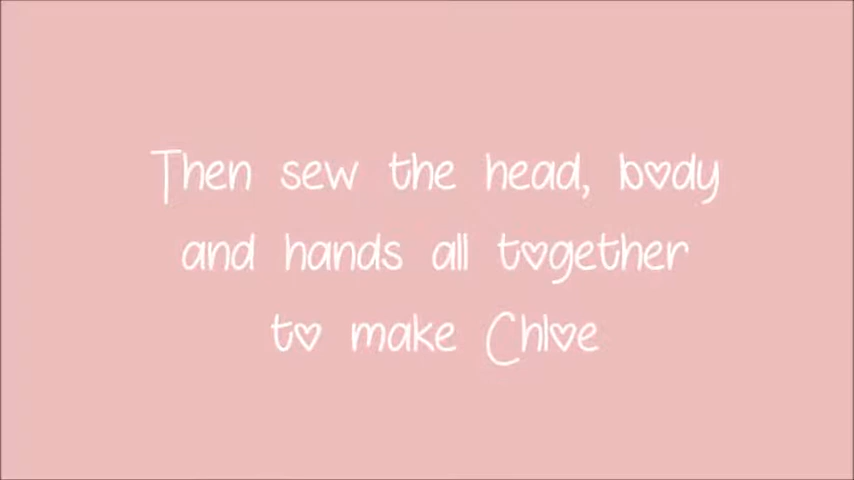 Then sew the head, body
and hands all together
to make Chloe